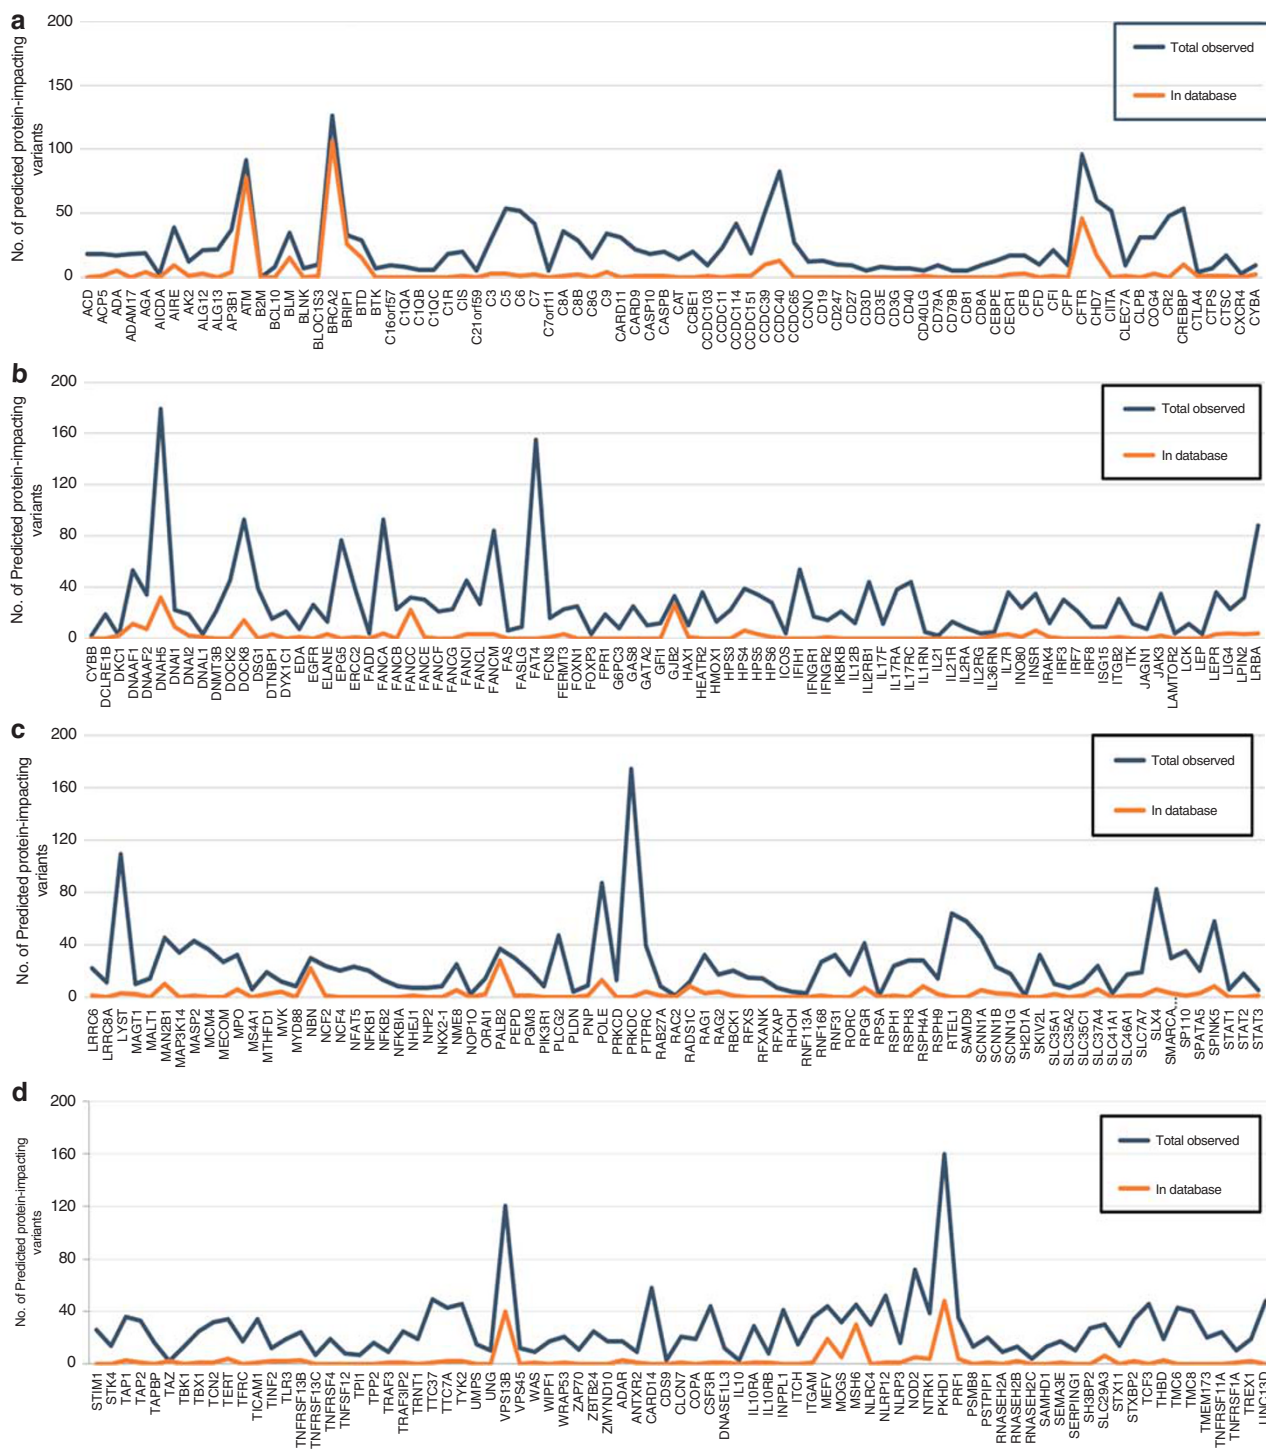 a
200
150
100
50
0
No. of predicted protein-impacting
variants
Total observed
In database
ACD
ACP5
ADA
ADAM17
AGA
AICDA
AIRE
AK2
ALG12
ALG13
AP3B1
ATM
B2M
BCL10
BLM
BLNK
BLOC1S3
BRCA2
BRIP1
BTD
BTK
C16orf57
C1QA
C1QB
C1QC
C1R
CIS
C21orf59
C3
C5
C6
C7
C7orf11
C8A
C8B
C8G
C9
CARD11
CARD9
CASP10
CASPB
CAT
CCBE1
CCDC103
CCDC11
CCDC114
CCDC151
CCDC39
CCDC40
CCDC65
CCNO
CD19
CD247
CD27
CD3D
CD3E
CD3G
CD40
CD40LG
CD79A
CD79B
CD81
CD8A
CEBPE
CECR1
CFB
CFD
CFI
CFP
CFTR
CHD7
CIITA
CLEC7A
CLPB
COG4
CR2
CREBBP
CTLA4
CTPS
CTSC
CXCR4
CYBA
b
200
160
120
80
40
0
No. of Predicted protein-impacting
variants
Total observed
In database
CYBB
DCLRE1B
DKC1
DNAAF1
DNAAF2
DNAH5
DNAI1
DNAI2
DNAL1
DNMT3B
DOCK2
DOCK8
DSG1
DTNBP1
DYX1C1
EDA
EGFR
ELANE
EPG5
ERCC2
FADD
FANCA
FANCB
FANCC
FANCE
FANCF
FANCG
FANCI
FANCL
FANCM
FAS
FASLG
FAT4
FCN3
FERMT3
FOXN1
FOXP3
FPR1
G6PC3
GAS8
GATA2
GFI1
GJB2
HAX1
HEATR2
HMOX1
HPS3
HPS4
HPS5
HPS6
ICOS
IFIH1
IFNGR1
IFNGR2
IKBKB
IL12B
IL2RB1
IL17F
IL17RA
IL17RC
IL1RN
IL21
IL21R
IL2RA
IL2RG
IL36RN
IL7R
INO80
INSR
IRAK4
IRF3
IRF7
IRF8
ISG15
ITGB2
ITK
JAGN1
JAK3
LAMTOR2
LCK
LEP
LEPR
LIG4
LPIN2
LRBA
c
200
160
120
80
40
0
No. of Predicted protein-impacting
variants
Total observed
In database
LRRC6
LRRC8A
LYST
MAGT1
MALT1
MAN2B1
MAP3K14
MASP2
MCM4
MECOM
MPO
MS4A1
MTHFD1
MVK
MYD88
NBN
NCF2
NCF4
NFAT5
NFKB1
NFKB2
NFKBIA
NHEJ1
NHP2
NKX2-1
NME8
NOP1O
ORAI1
PALB2
PEPD
PGM3
PIK3R1
PLCG2
PLDN
PNP
POLE
PRKCD
PRKDC
PTPRC
RAB27A
RAC2
RADS1C
RAG1
RAG2
RBCK1
RFXS
RFXANK
RFXAP
RHOH
RNF113A
RNF168
RNF31
RORC
RPGR
RPSA
RSPH1
RSPH3
RSPH4A
RSPH9
RTEL1
SAMD9
SCNN1A
SCNN1B
SCNN1G
SH2D1A
SKIV2L
SLC35A1
SLC35A2
SLC35C1
SLC37A4
SLC41A1
SLC46A1
SLC7A7
SLX4
SMARCA
SP110
SPATA5
SPINK5
STAT1
STAT2
STAT3
d
200
160
120
80
40
0
No. of Predicted protein-impacting
variants
Total observed
In database
STIM1
STK4
TAP1
TAP2
TAPBP
TAZ
TBK1
TBX1
TCN2
TERT
TFRC
TICAM1
TINF2
TLR3
TNFRSF13B
TNFRSF13C
TNFRSF4
TNFSF12
TPI1
TPP2
TRAF3
TRAF3IP2
TRNT1
TTC37
TTC7A
TYK2
UMPS
UNG
VPS13B
VPS45
WAS
WIPF1
WRAP53
ZAP70
ZBTB24
ZMYND10
ADAR
ANTXR2
CARD14
CDS9
CLCN7
COPA
CSF3R
DNASE1L3
IL10
IL10RA
IL10RB
INPPL1
ITCH
ITGAM
MEFV
MOGS
MSH6
NLRC4
NLRP12
NLRP3
NOD2
NTRK1
PKHD1
PRF1
PSMB8
PSTPIP1
RNASEH2A
RNASEH2B
RNASEH2C
SAMHD1
SEMA3E
SERPING1
SH3BP2
SLC29A3
STX11
STXBP2
TCF3
THBD
TMC6
TMC8
TMEM173
TNFRSF11A
TNFRSF1A
TREX1
UNC13D